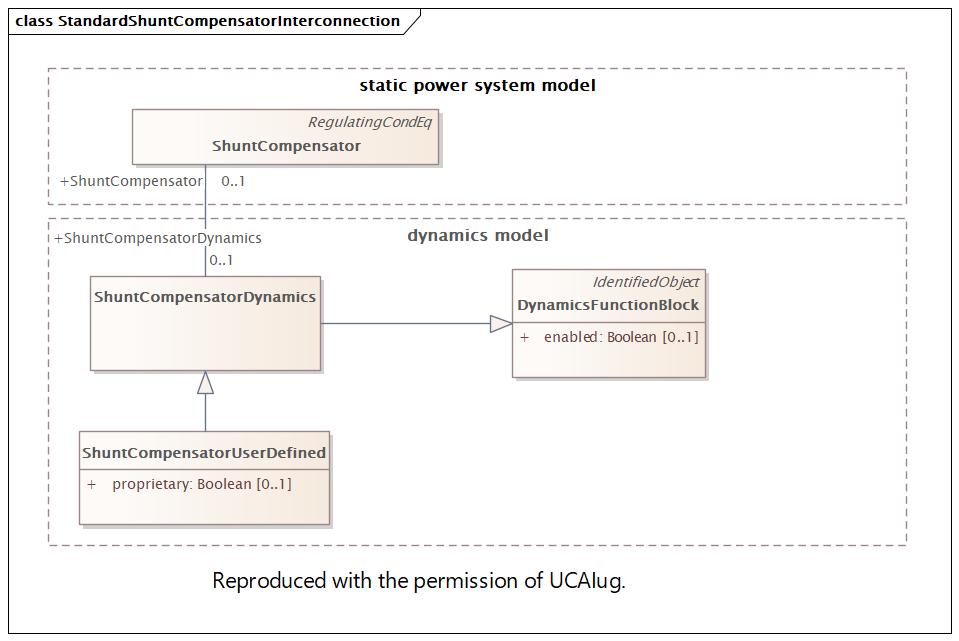 class StandardShuntCompensatorInterconnection
static power system model
RegulatingCondEq
ShuntCompensator
+ShuntCompensator 0..1
+ShuntCompensatorDynamics
dynamics model
0..1
ShuntCompensatorDynamics
IdentifiedObject
DynamicsFunctionBlock
+ enabled: Boolean [0..1]
ShuntCompensatorUserDefined
+ proprietary: Boolean [0..1]
Reproduced with the permission of UCAIug.